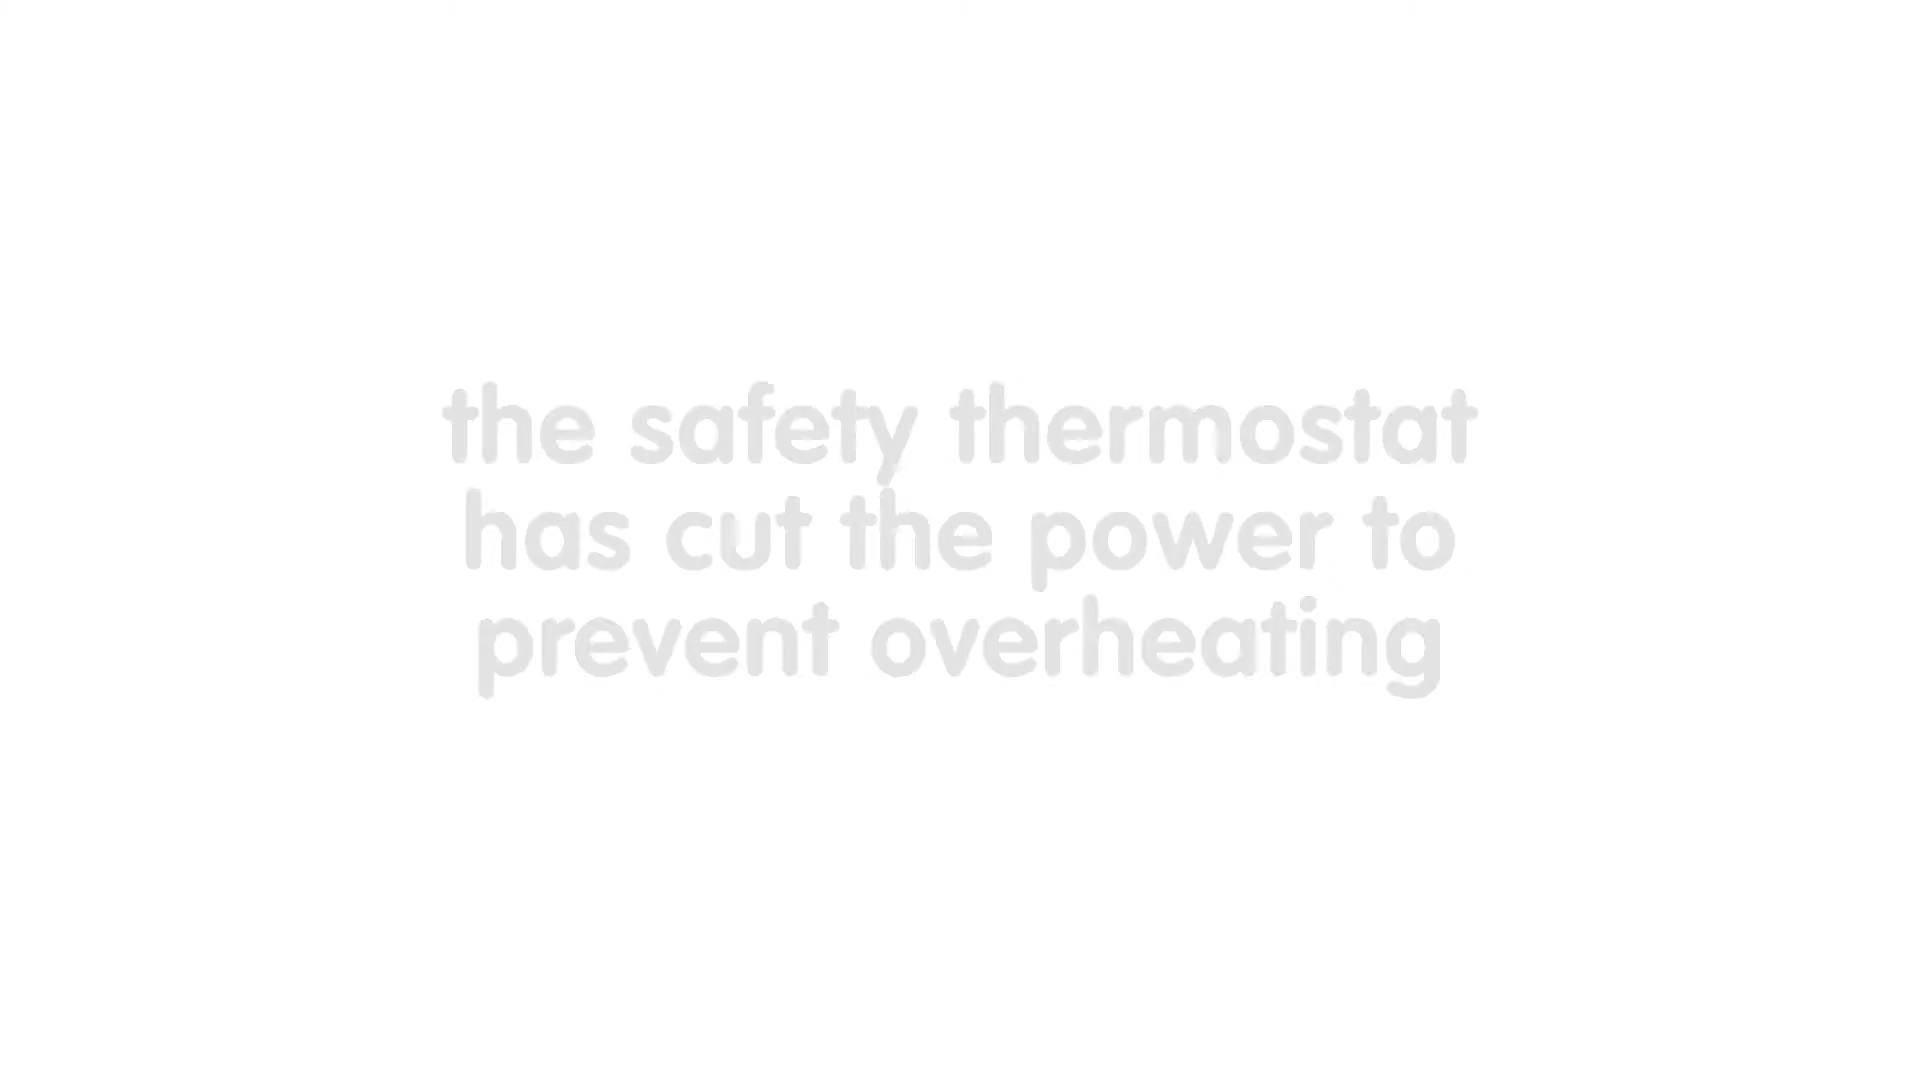 the safety thermostat
has cut the power to
prevent overheating